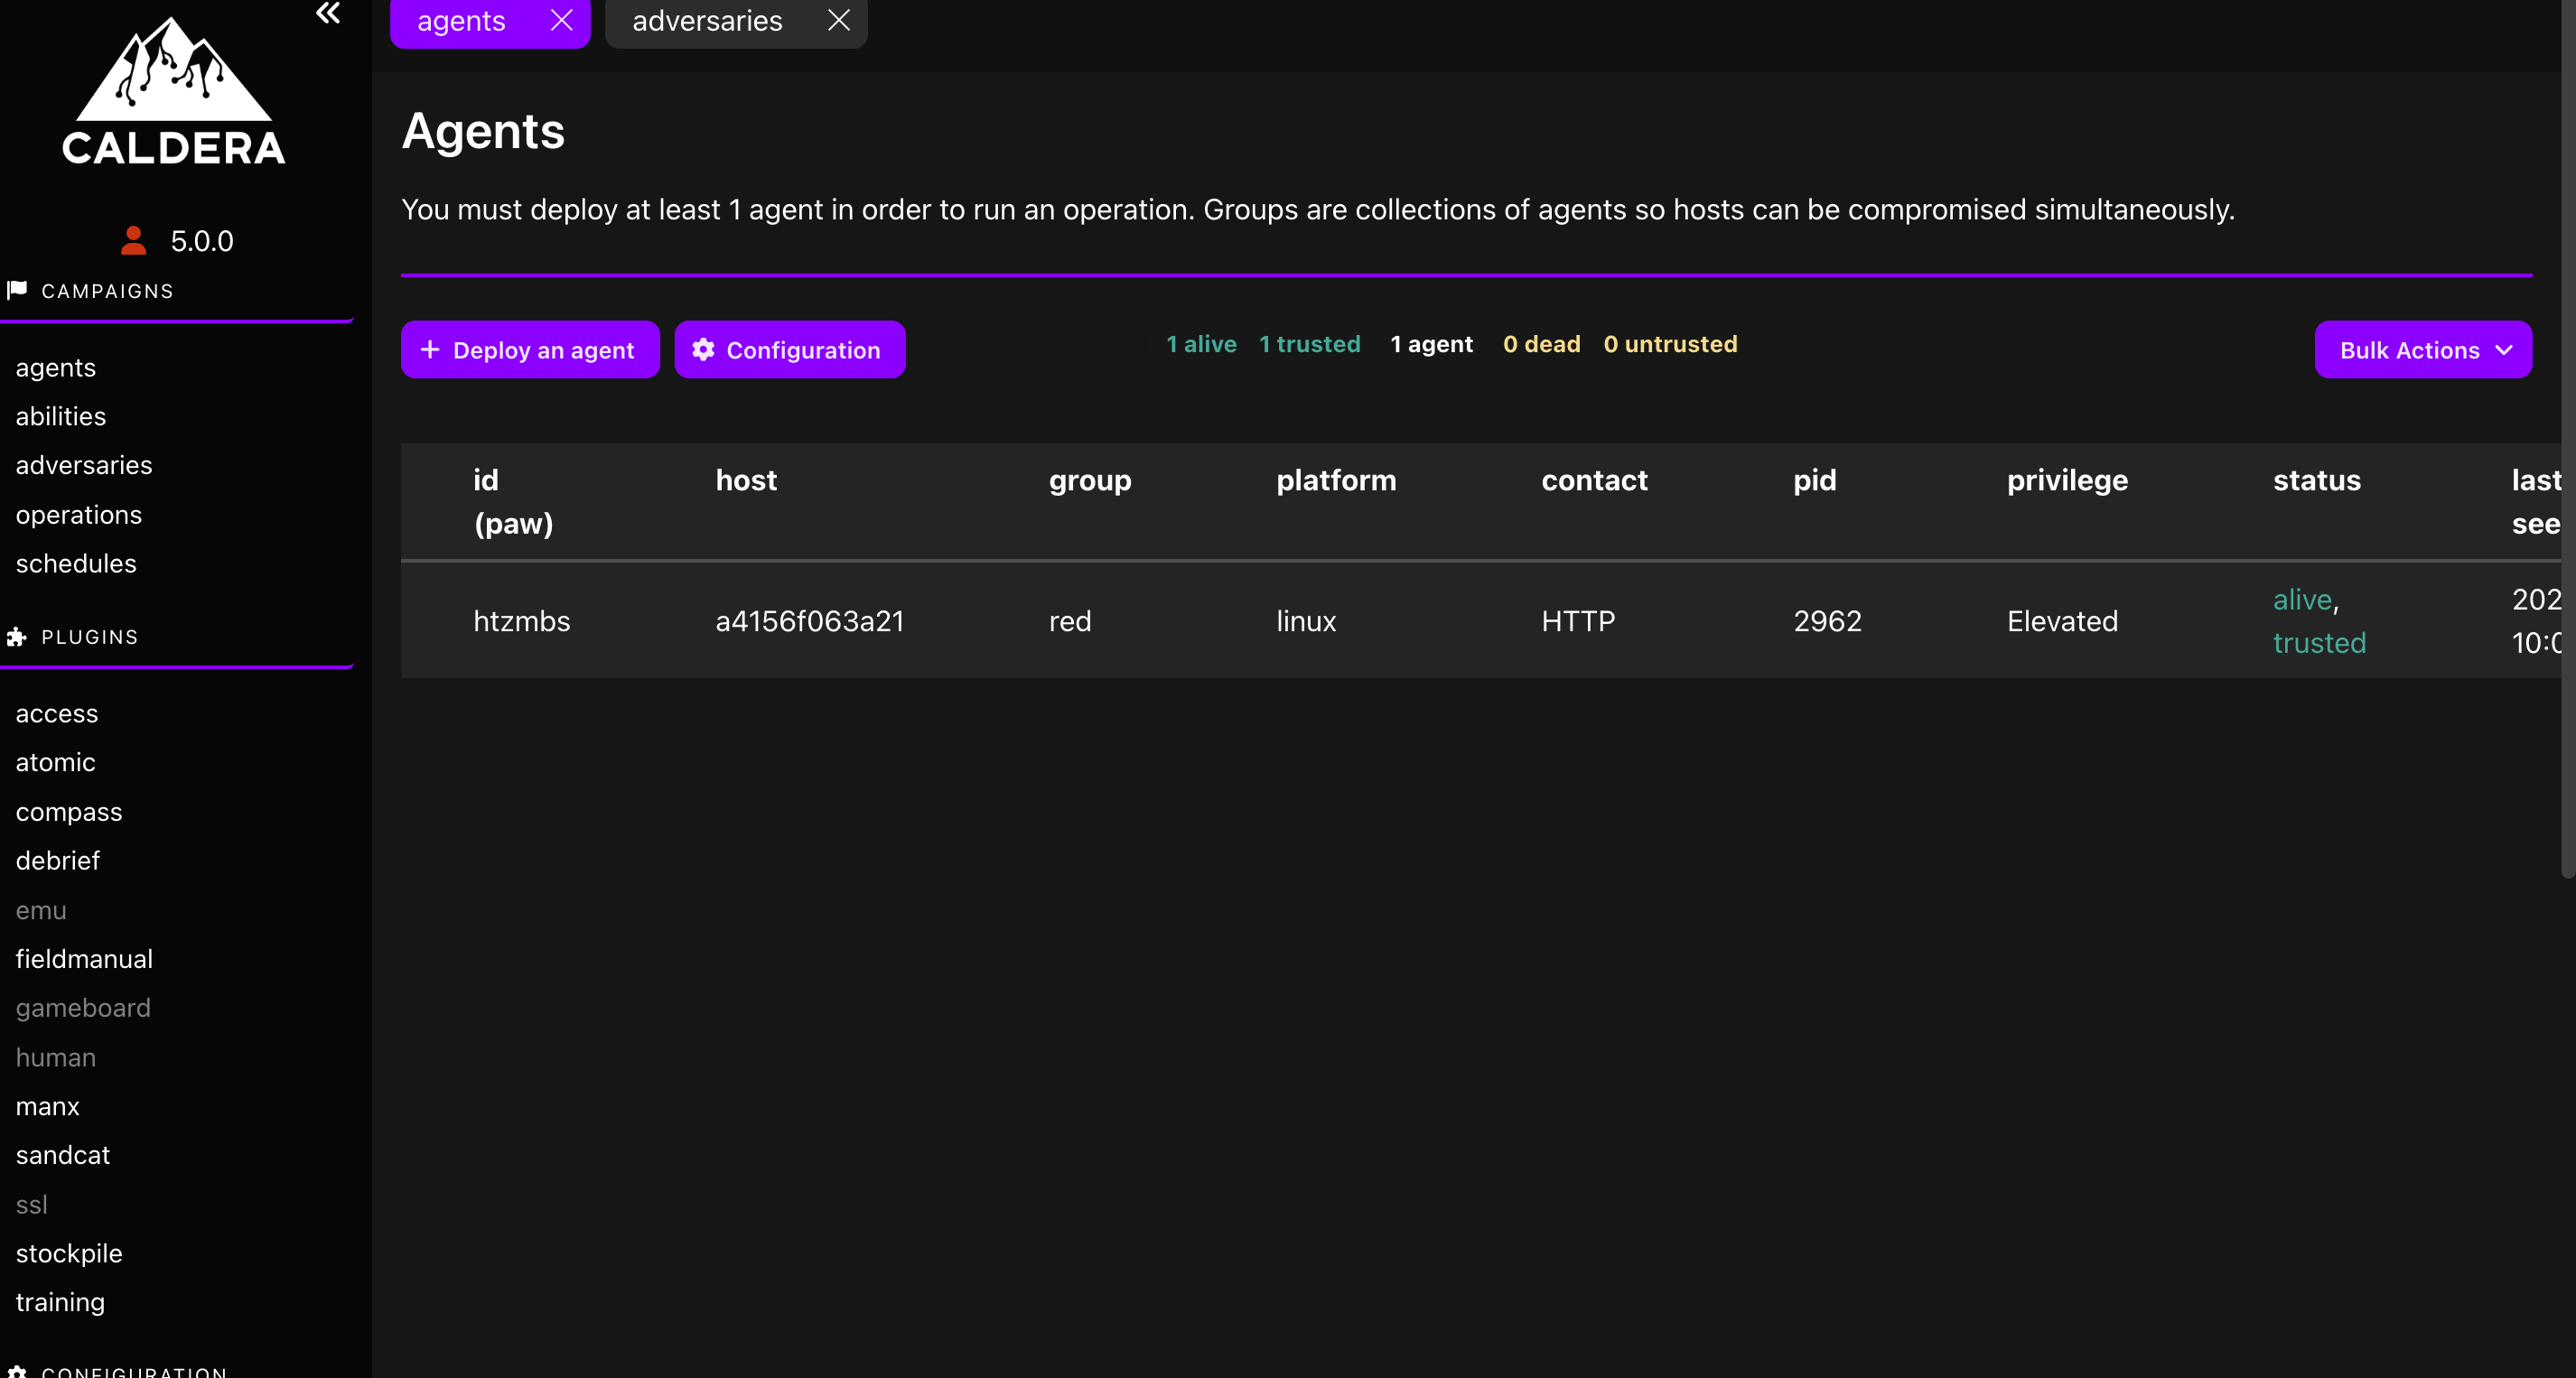 agents
adversaries
CALDERA
5.0.0
CAMPAIGNS
agents
abilities
adversaries
operations
schedules
PLUGINS
access
atomic
compass
debrief
emu
fieldmanual
gameboard
human
manx
sandcat
ssl
stockpile
training
CONFIGURATION
Agents
You must deploy at least 1 agent in order to run an operation. Groups are collections of agents so hosts can be compromised simultaneously.
+ Deploy an agent
Configuration
1 alive 1 trusted 1 agent 0 dead 0 untrusted
Bulk Actions
id (paw) host group platform contact pid privilege status last see
htzmbs a4156f063a21 red linux HTTP 2962 Elevated alive, trusted 202 10:0